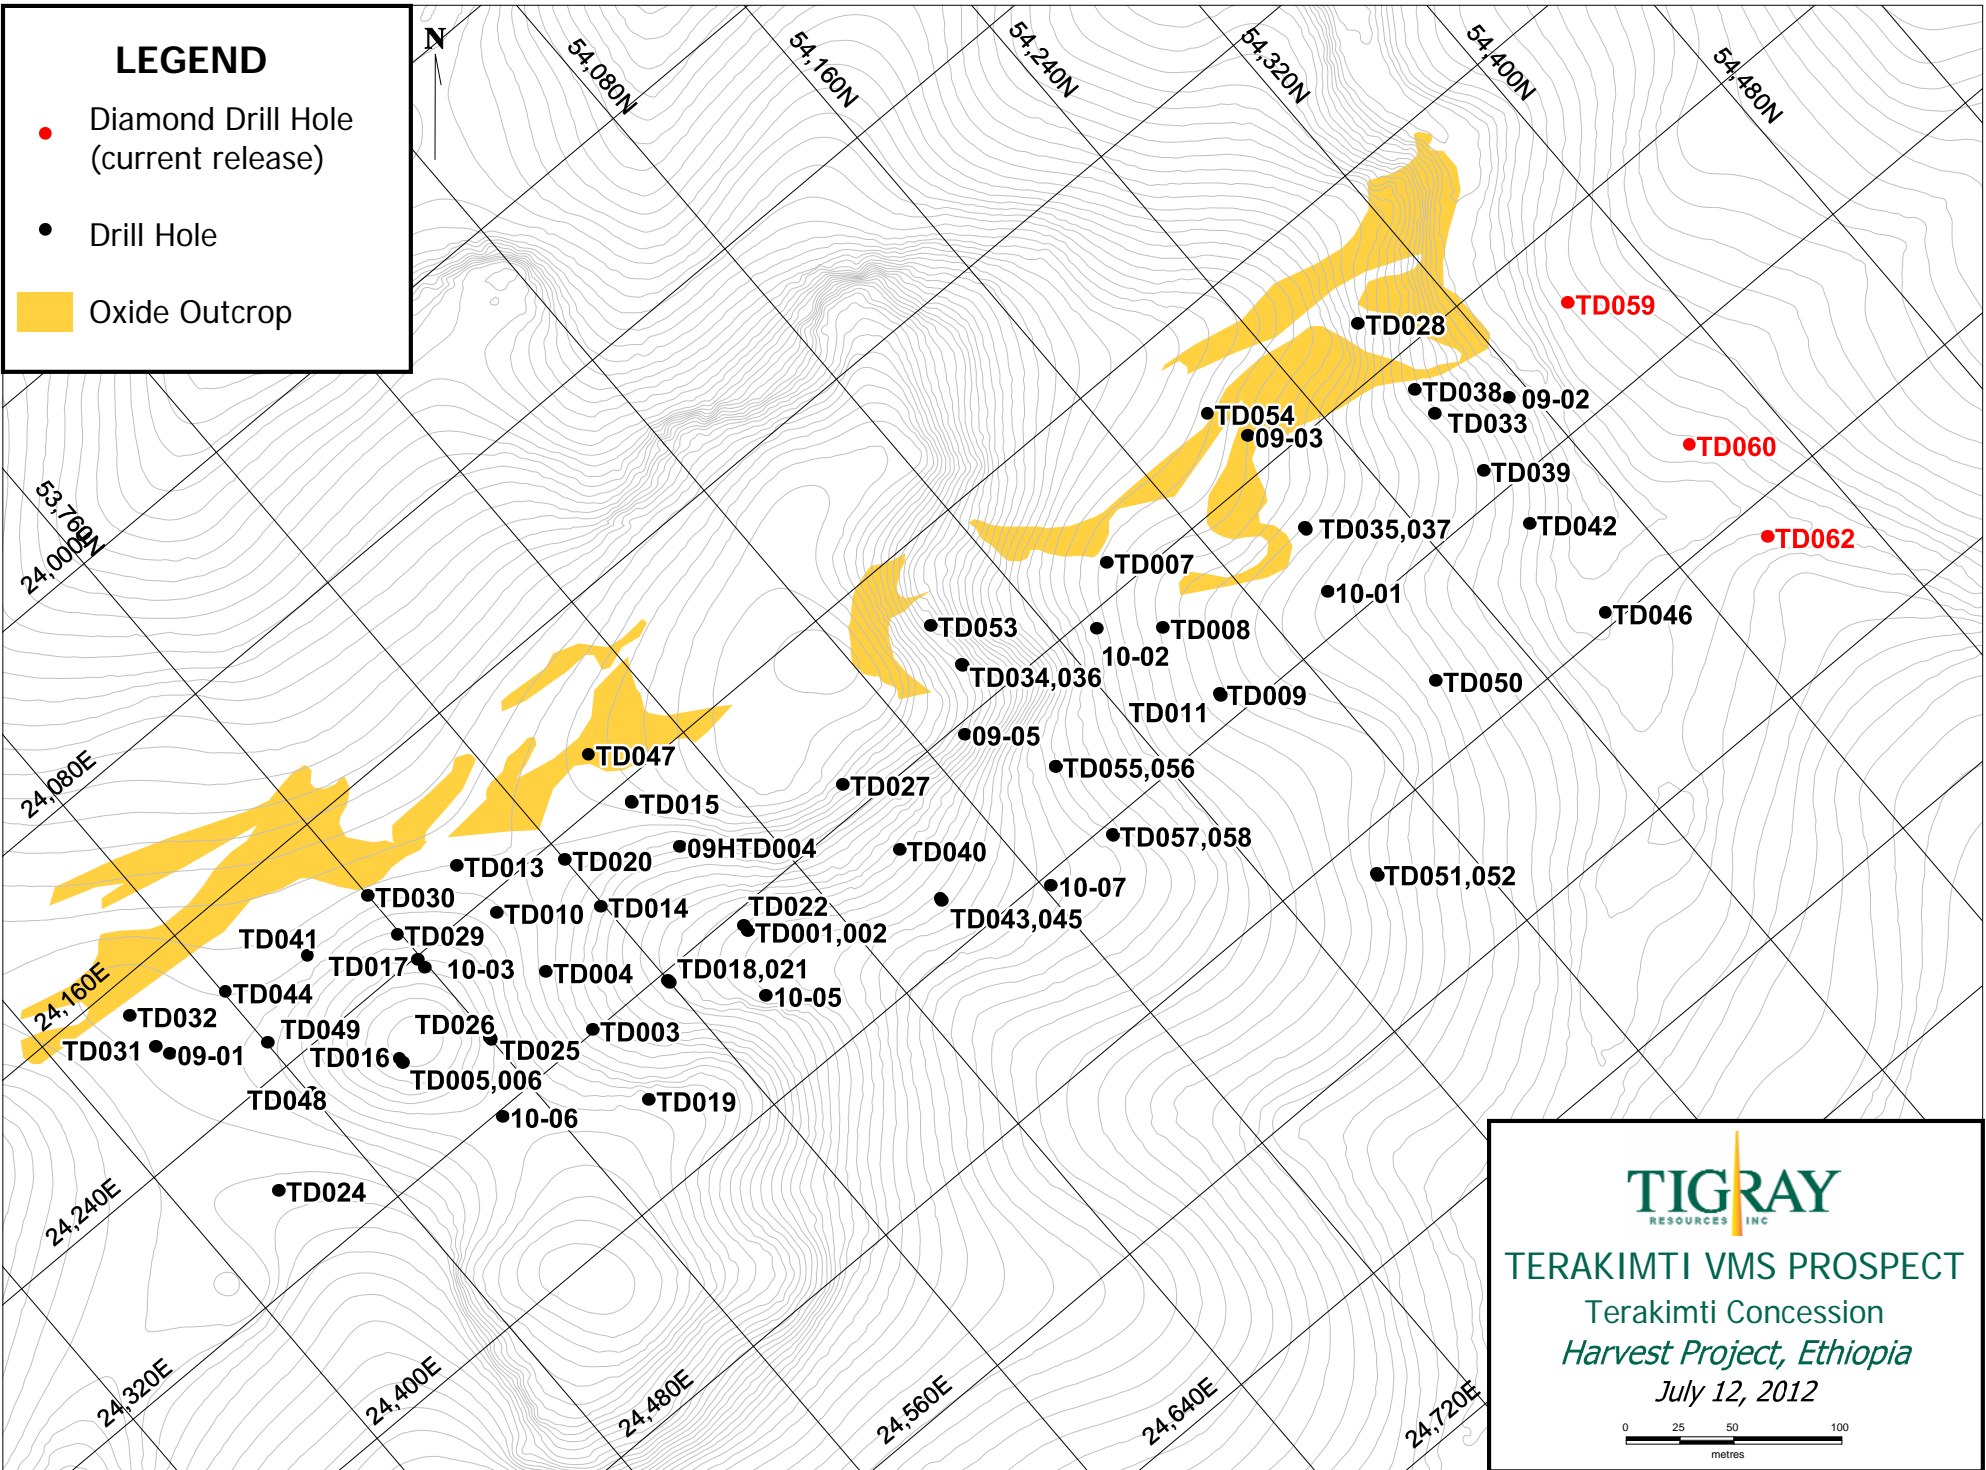 LEGEND
Diamond Drill Hole
(current release)
Drill Hole
Oxide Outcrop
N
54,080N
54,160N
54,240N
54,320N
54,400N
54,480N
53,760N
24,000E
24,080E
24,160E
24,240E
24,320E
24,400E
24,480E
24,560E
24,640E
24,720E
TD059
TD028
TD038
09-02
TD033
TD054
09-03
TD060
TD039
TD042
TD035,037
TD062
TD007
10-01
TD046
TD053
TD008
10-02
TD034,036
TD050
TD009
TD011
09-05
TD047
TD055,056
TD027
TD015
TD057,058
09HTD004
TD040
TD020
TD013
TD051,052
10-07
TD030
TD022
TD014
TD010
TD043,045
TD001,002
TD029
TD041
TD017
10-03
TD004
TD018,021
10-05
TD044
TD032
TD026
TD049
TD003
TD031
09-01
TD016
TD025
TD005,006
TD048
TD019
10-06
TD024
TIGRAY
RESOURCES INC
TERAKIMTI VMS PROSPECT
Terakimti Concession
Harvest Project, Ethiopia
July 12, 2012
0 25 50 100
metres